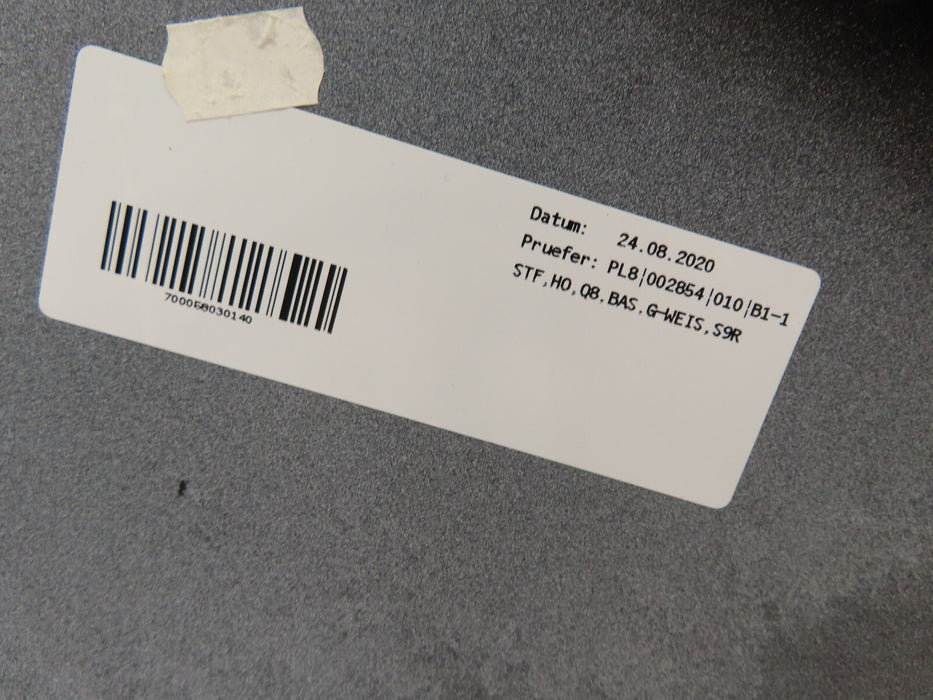 Datum: 24.08.2020
Pruefer: PL8|002854|010|B1-1
STF,HO,Q8,BAS,G-WEIS,S9R
7000E8030140